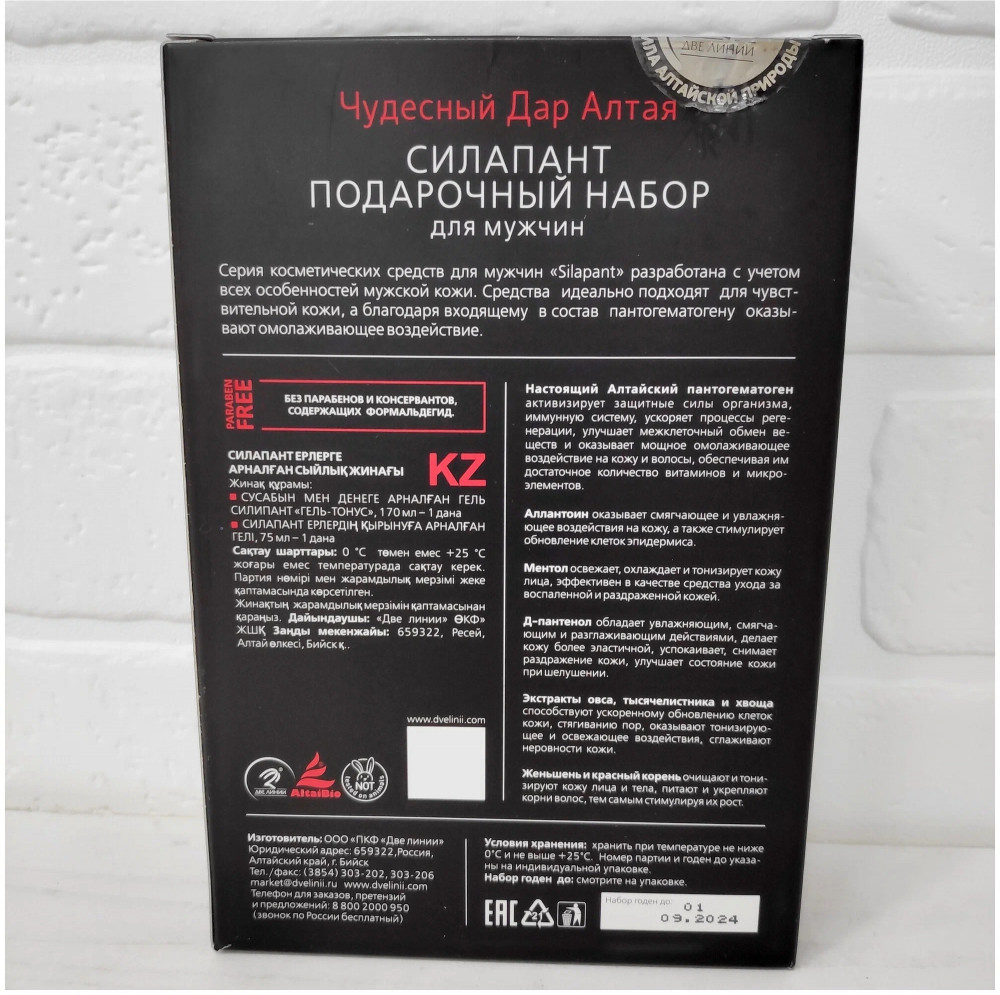 ДВЕ ЛИНИИ
ИЛА АЛТАЙСКОЙ ПРИРОДЫ
Чудесный Дар Алтая
СИЛАПАНТ
ПОДАРОЧНЫЙ НАБОР
для мужчин
Серия косметических средств для мужчин «Silapant» разработана с учетом
всех особенностей мужской кожи. Средства идеально подходят для чувст-
вительной кожи, а благодаря входящему в состав пантогематогену оказы-
вают омолаживающее воздействие.
PARABEN
FREE
БЕЗ ПАРАБЕНОВ И КОНСЕРВАНТОВ,
СОДЕРЖАЩИХ ФОРМАЛЬДЕГИД.
СИЛАПАНТ ЕРЛЕРГЕ
АРНАЛҒАН СЫЙЛЫҚ ЖИНАҒЫ
KZ
Жинақ құрамы:
СУСАБЫН МЕН ДЕНЕГЕ АРНАЛҒАН ГЕЛЬ
СИЛИПАНТ «ГЕЛЬ-ТОНУС», 170 мл – 1 дана
СИЛАПАНТ ЕРЛЕРДІҢ ҚЫРЫНУҒА АРНАЛҒАН
ГЕЛІ, 75 мл – 1 дана
Сақтау шарттары: 0 °С төмен емес +25 °С
жоғары емес температурада сақтау керек.
Партия нөмірі мен жарамдылық мерзімі жеке
қаптамасында көрсетілген.
Жинақтың жарамдылық мерзімін қаптамасынан
қараңыз. Дайындаушы: «Две линии» ӨКФ»
ЖШҚ Заңды мекенжайы: 659322, Ресей,
Алтай өлкесі, Бийск қ..
www.dvelinii.com
ДВЕ ЛИНИИ
AltaiBio
NOT
tested on animals
Настоящий Алтайский пантогематоген
активизирует защитные силы организма,
иммунную систему, ускоряет процессы реге-
нерации, улучшает межклеточный обмен ве-
ществ и оказывает мощное омолаживающее
воздействие на кожу и волосы, обеспечивая им
достаточное количество витаминов и микро-
элементов.
Аллантоин оказывает смягчающее и увлажня-
ющее воздействия на кожу, а также стимулирует
обновление клеток эпидермиса.
Ментол освежает, охлаждает и тонизирует кожу
лица, эффективен в качестве средства ухода за
воспаленной и раздраженной кожей.
Д-пантенол обладает увлажняющим, смягча-
ющим и разглаживающим действиями, делает
кожу более эластичной, успокаивает, снимает
раздражение кожи, улучшает состояние кожи
при шелушении.
Экстракты овса, тысячелистника и хвоща
способствуют ускоренному обновлению клеток
кожи, стягиванию пор, оказывают тонизирую-
щее и освежающее воздействия, сглаживают
неровности кожи.
Женьшень и красный корень очищают и тони-
зируют кожу лица и тела, питают и укрепляют
корни волос, тем самым стимулируя их рост.
Изготовитель: ООО «ПКФ «Две линии»
Юридический адрес: 659322,Россия,
Алтайский край, г. Бийск
Тел./факс: (3854) 303-202, 303-206
market@dvelinii.ru www.dvelinii.com
Телефон для заказов, претензий
и предложений: 8 800 2000 950
(звонок по России бесплатный)
Условия хранения: хранить при температуре не ниже
0°С и не выше +25°С. Номер партии и годен до указа-
ны на индивидуальной упаковке.
Набор годен до: смотрите на упаковке.
EAC
21
Набор годен до:
01
09.2024